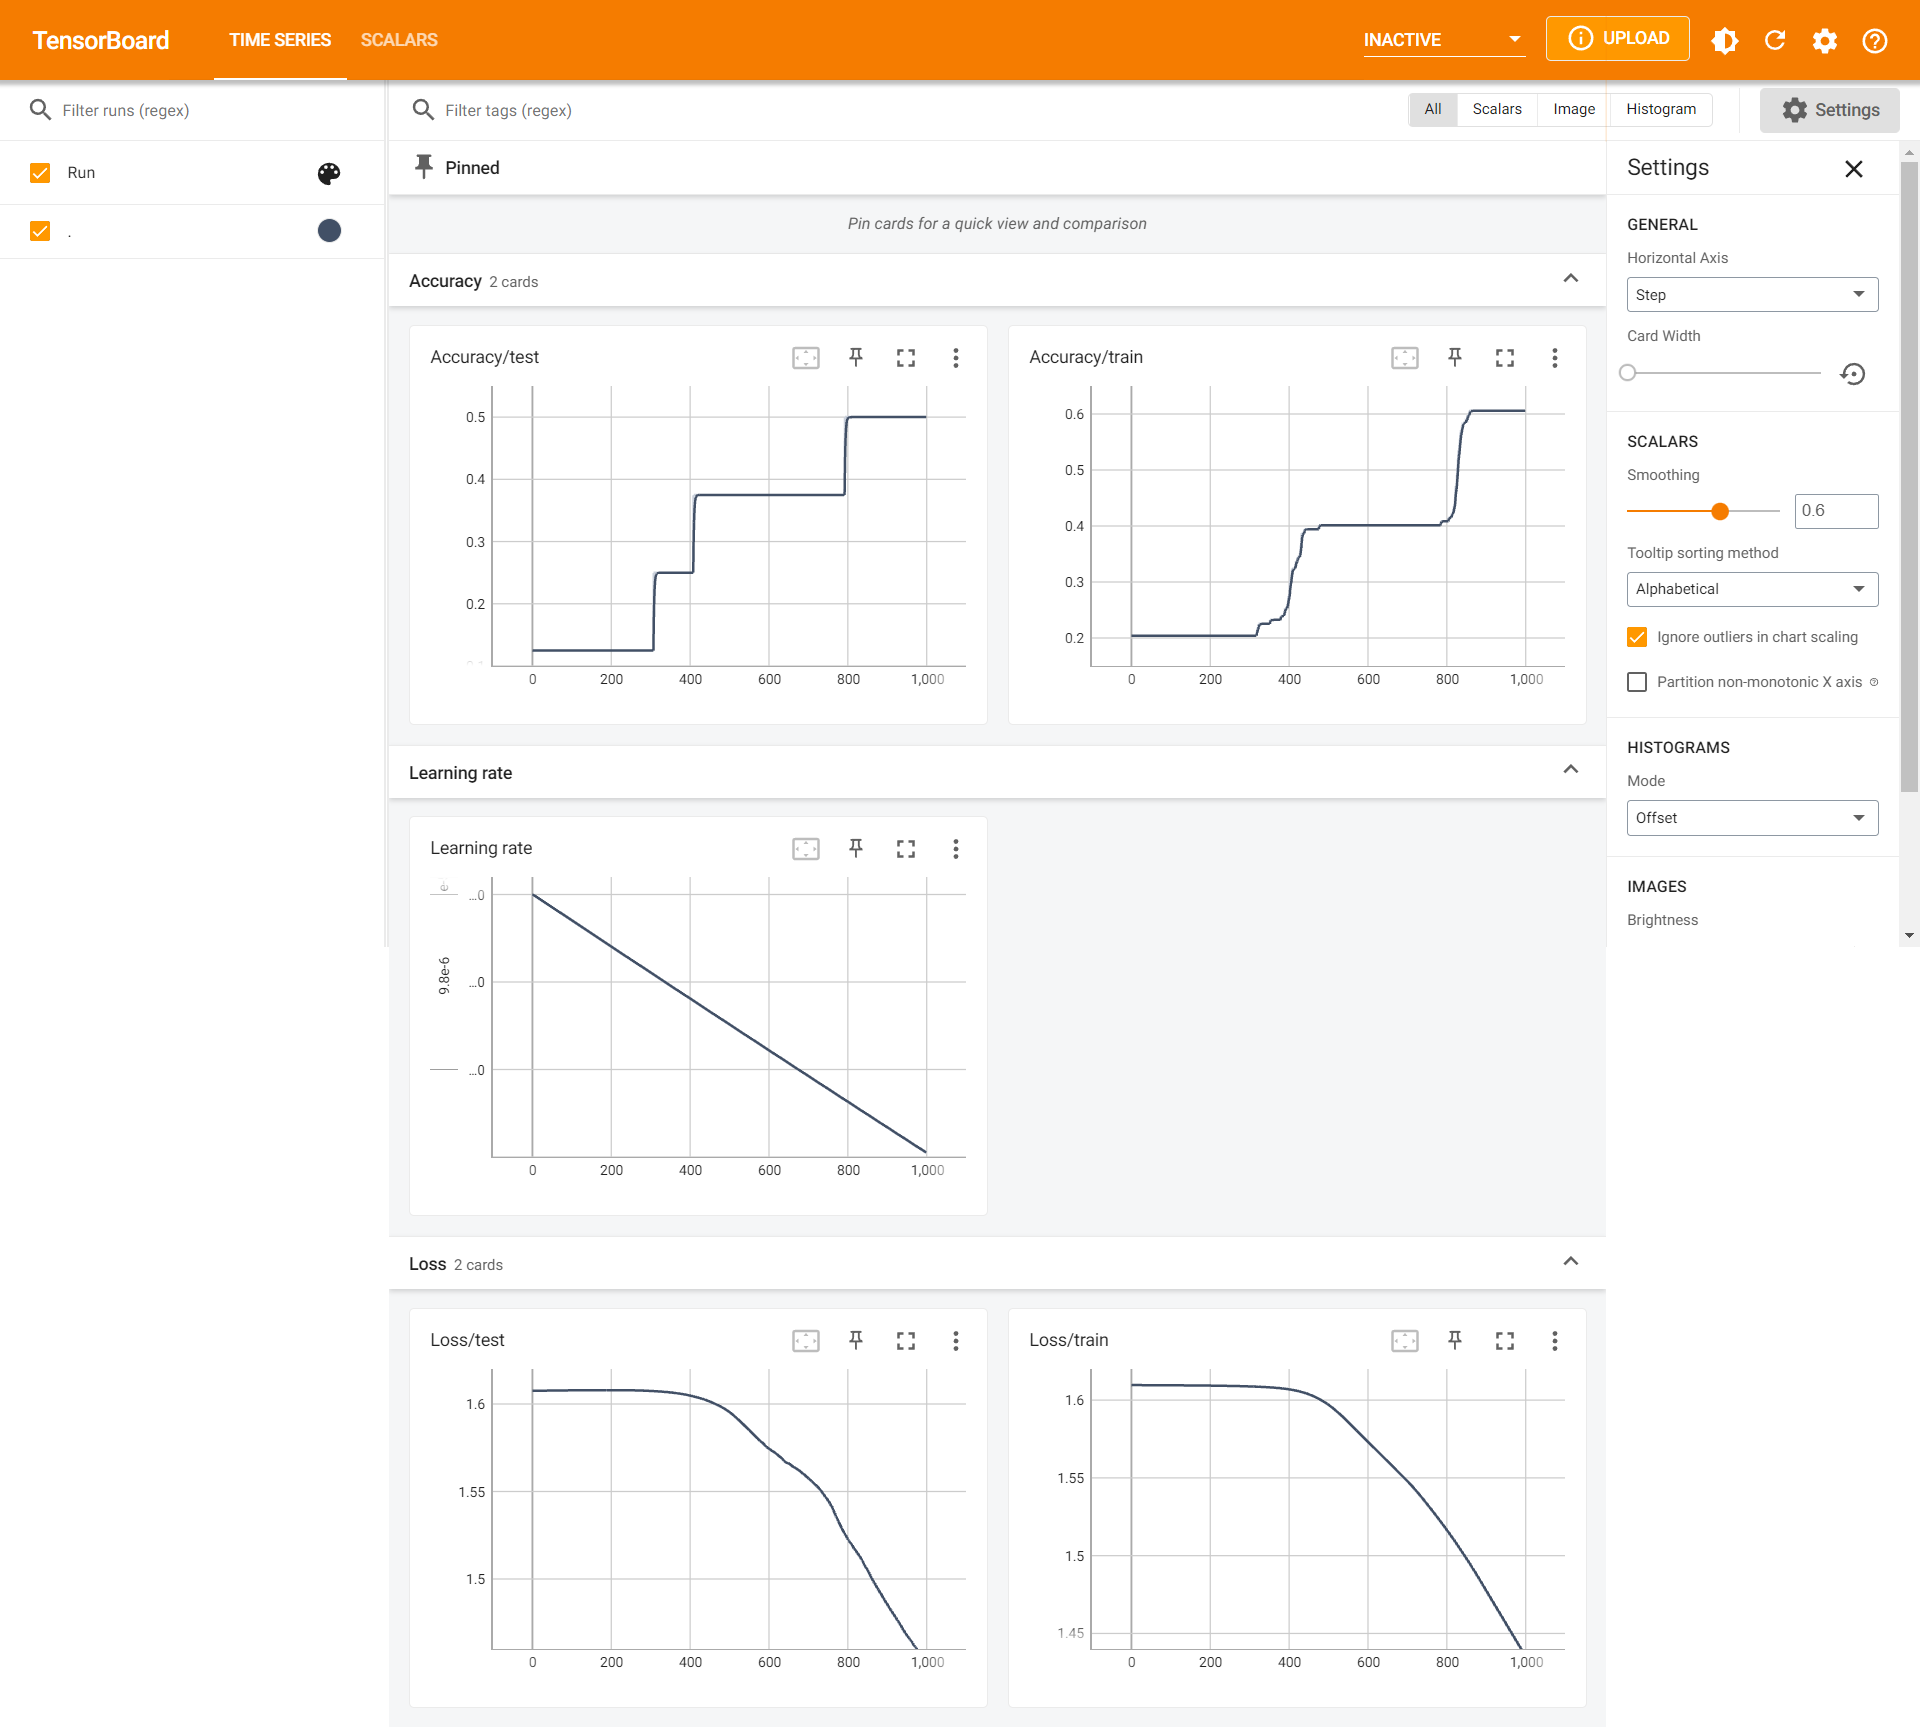 TensorBoard
TIME SERIES
SCALARS
INACTIVE
UPLOAD
Filter runs (regex)
Run
.
Filter tags (regex)
All
Scalars
Image
Histogram
Settings
Pinned
Pin cards for a quick view and comparison
Accuracy 2 cards
Accuracy/test
0.5
0.4
0.3
0.2
0 200 400 600 800 1,000
Accuracy/train
0.6
0.5
0.4
0.3
0.2
0 200 400 600 800 1,000
Learning rate
Learning rate
e-
...0
9.8e-6
...0
...0
0 200 400 600 800 1,000
Loss 2 cards
Loss/test
1.6
1.55
1.5
0 200 400 600 800 1,000
Loss/train
1.6
1.55
1.5
1.45
0 200 400 600 800 1,000
Settings
GENERAL
Horizontal Axis
Step
Card Width
SCALARS
Smoothing
0.6
Tooltip sorting method
Alphabetical
Ignore outliers in chart scaling
Partition non-monotonic X axis
HISTOGRAMS
Mode
Offset
IMAGES
Brightness